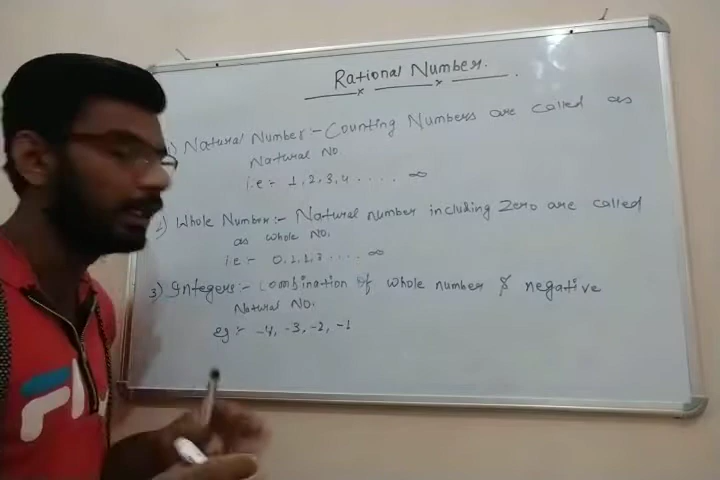 Rational Number.
1) Natural Number:- Counting Numbers are called as
Natural No
i.e:- 1,2,3,4 .... ∞
2) Whole Number:- Natural number including Zero are called
as whole No.
i.e:- 0,1,2,3 .... ∞
3) Integers:- Combination of whole number & negative
Natural No.
eg:- -4, -3, -2, -1